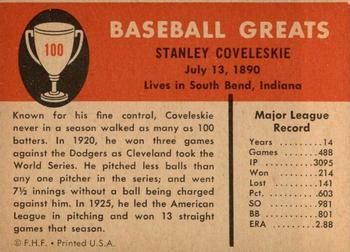 100
BASEBALL GREATS
STANLEY COVELESKIE
July 13, 1890
Lives in South Bend, Indiana
Known for his fine control, Coveleskie
never in a season walked as many as 100
batters. In 1920, he won three games
against the Dodgers as Cleveland took the
World Series. He pitched less balls than
any one pitcher in the series; and went
7½ innings without a ball being charged
against him. In 1925, he led the American
League in pitching and won 13 straight
games that season.
© F.H.F. • Printed U.S.A.
Major League
Record
Years 14
Games 488
IP 3095
Won 214
Lost 141
Pct. .603
SO 981
BB 801
ERA 2.88